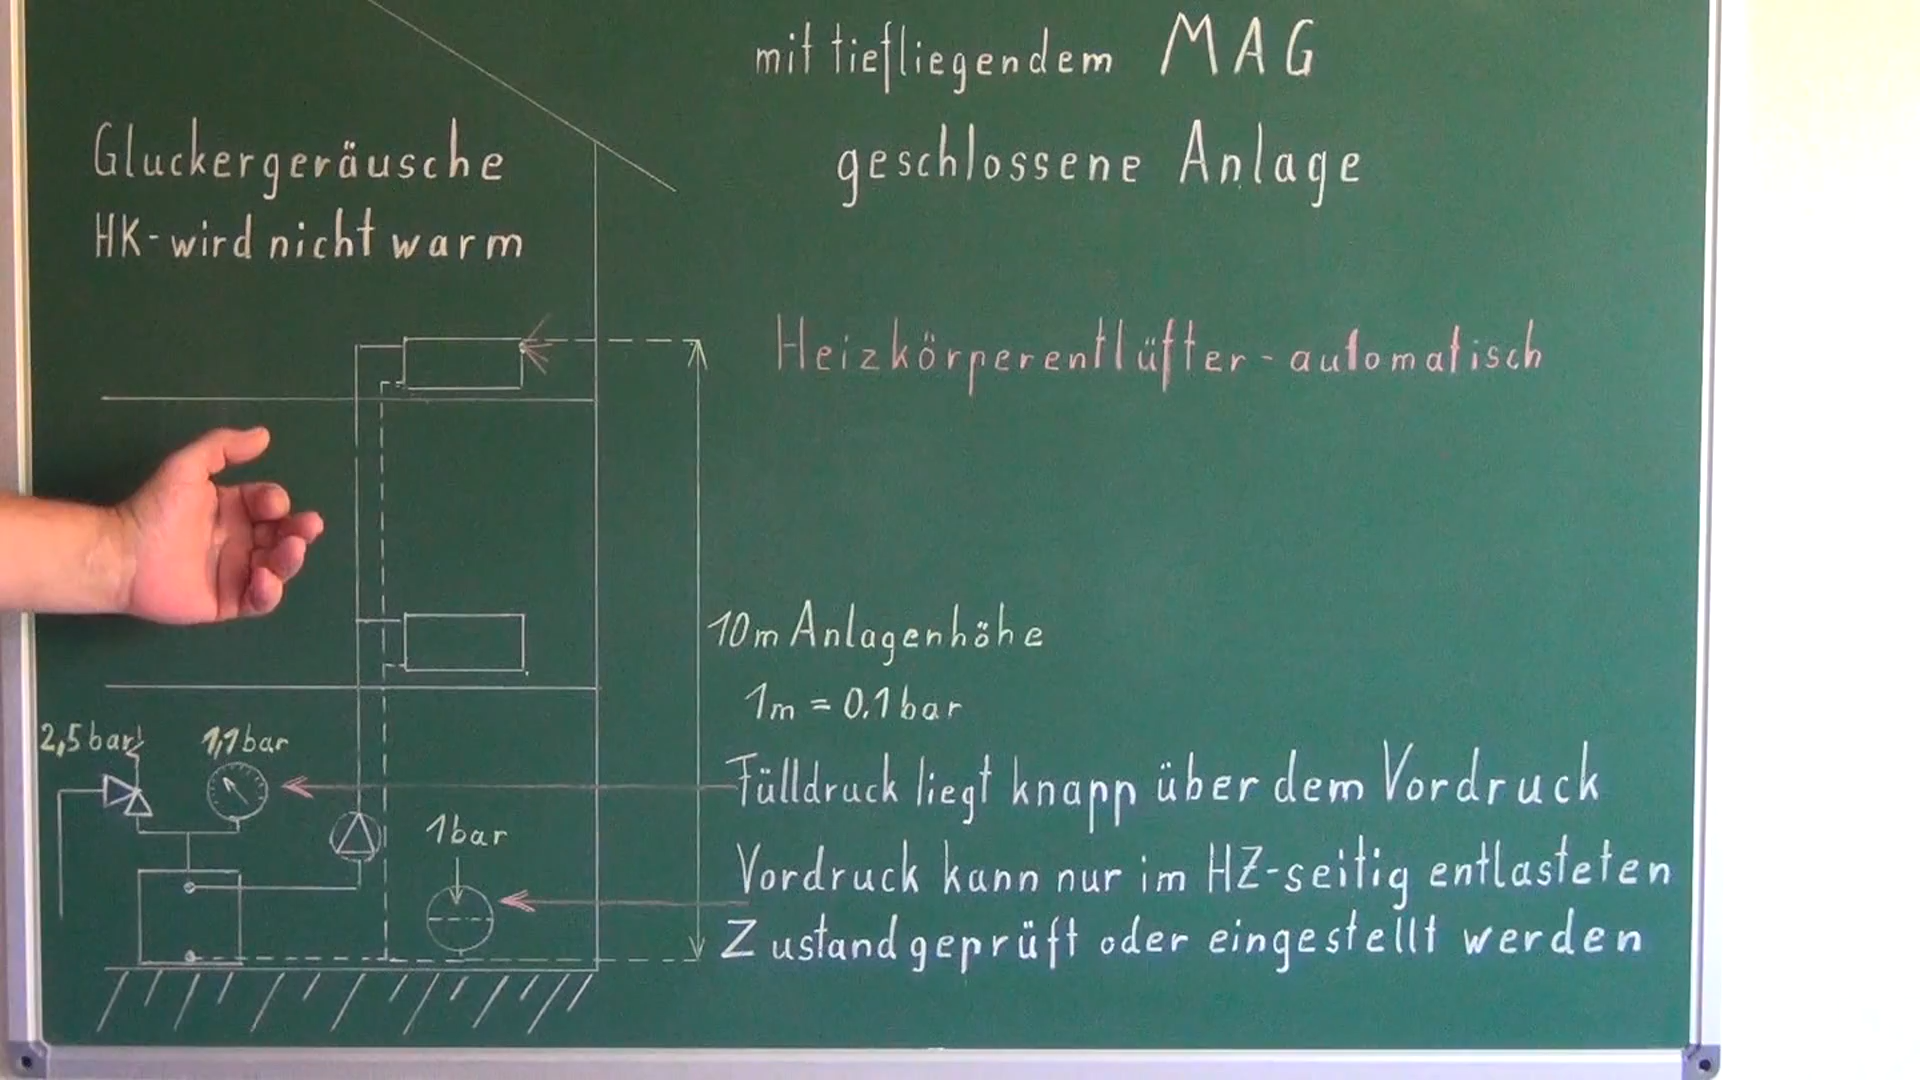 mit tiefliegendem MAG
geschlossene Anlage
Gluckergeräusche
HK-wird nicht warm
Heizkörperentlüfter-automatisch
10m Anlagenhöhe
1m = 0.1 bar
2,5 bar
1,1 bar
Fülldruck liegt knapp über dem Vordruck
1 bar
Vordruck kann nur im HZ-seitig entlasteten
Zustand geprüft oder eingestellt werden